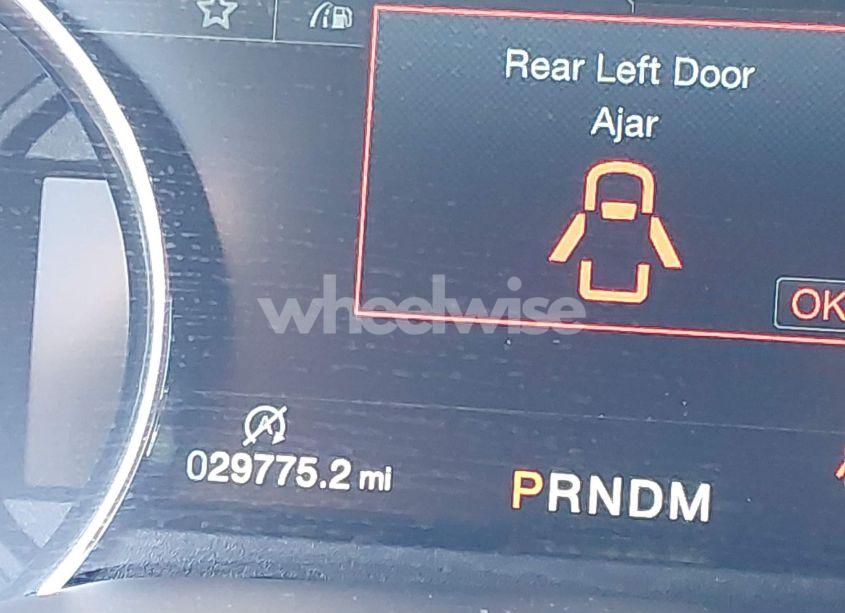 Rear Left Door
Ajar
OK
wheelwise
A
029775.2 mi
PRNDM